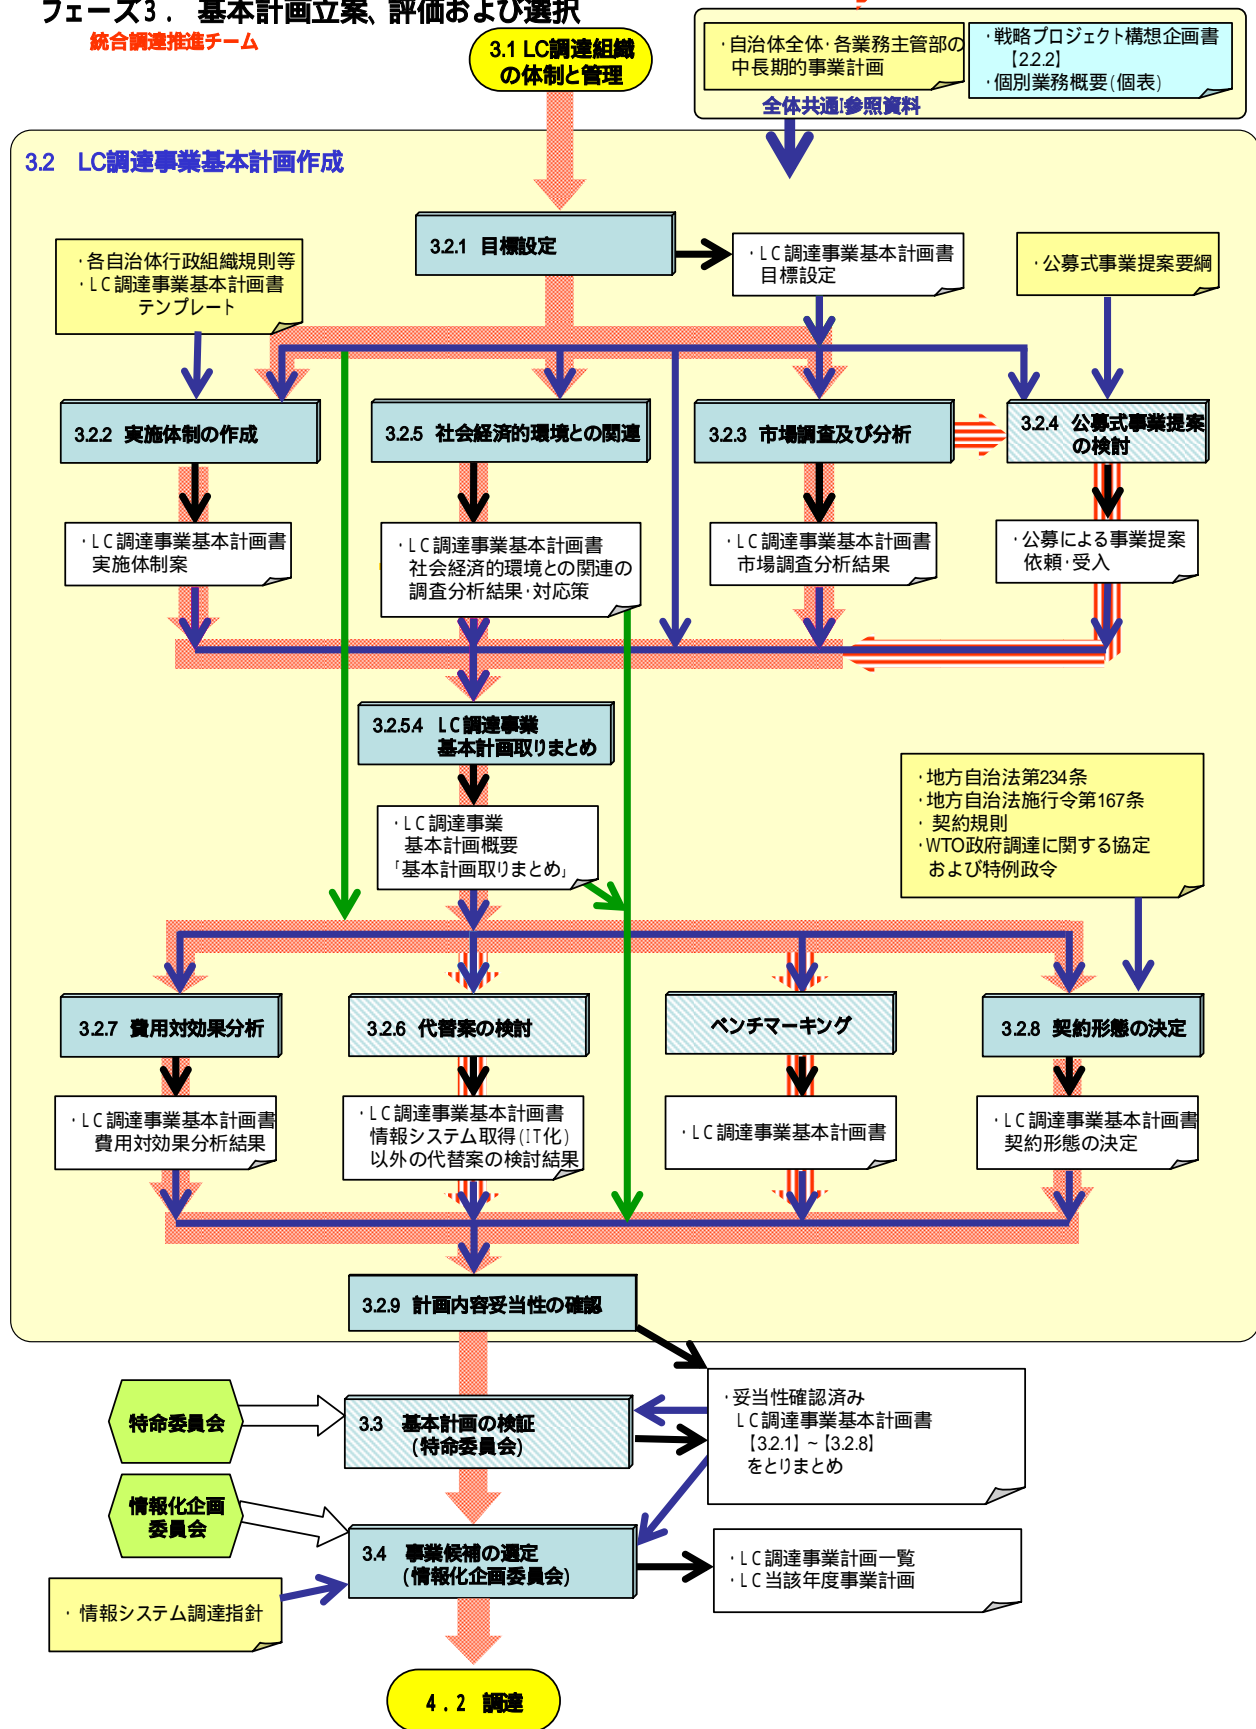 フェーズ3． 基本計画立案、評価および選択
統合調達推進チーム
3.1 LC調達組織
の体制と管理
・自治体全体・各業務主管部の
中長期的事業計画
・戦略プロジェクト構想企画書
【2.2.2】
・個別業務概要(個表)
全体共通I参照資料
3.2 LC調達事業基本計画作成
3.2.1 目標設定
・LC調達事業基本計画書
目標設定
・各自治体行政組織規則等
・LC調達事業基本計画書
テンプレート
・公募式事業提案要綱
3.2.2 実施体制の作成
3.2.5 社会経済的環境との関連
3.2.3 市場調査及び分析
3.2.4 公募式事業提案
の検討
・LC調達事業基本計画書
実施体制案
・LC調達事業基本計画書
社会経済的環境との関連の
調査分析結果・対応策
・LC調達事業基本計画書
市場調査分析結果
・公募による事業提案
依頼・受入
3.2.5.4 LC調達事業
基本計画取りまとめ
・LC調達事業
基本計画概要
「基本計画取りまとめ」
・地方自治法第234条
・地方自治法施行令第167条
・ 契約規則
・WTO政府調達に関する協定
および特例政令
3.2.7 費用対効果分析
3.2.6 代替案の検討
ベンチマーキング
3.2.8 契約形態の決定
・LC調達事業基本計画書
費用対効果分析結果
・LC調達事業基本計画書
情報システム取得(IT化)
以外の代替案の検討結果
・LC調達事業基本計画書
・LC調達事業基本計画書
契約形態の決定
3.2.9 計画内容妥当性の確認
特命委員会
3.3 基本計画の検証
(特命委員会)
・妥当性確認済み
LC調達事業基本計画書
【3.2.1】~【3.2.8】
をとりまとめ
情報化企画
委員会
3.4 事業候補の選定
(情報化企画委員会)
・LC調達事業計画一覧
・LC当該年度事業計画
・ 情報システム調達指針
4．2 調達